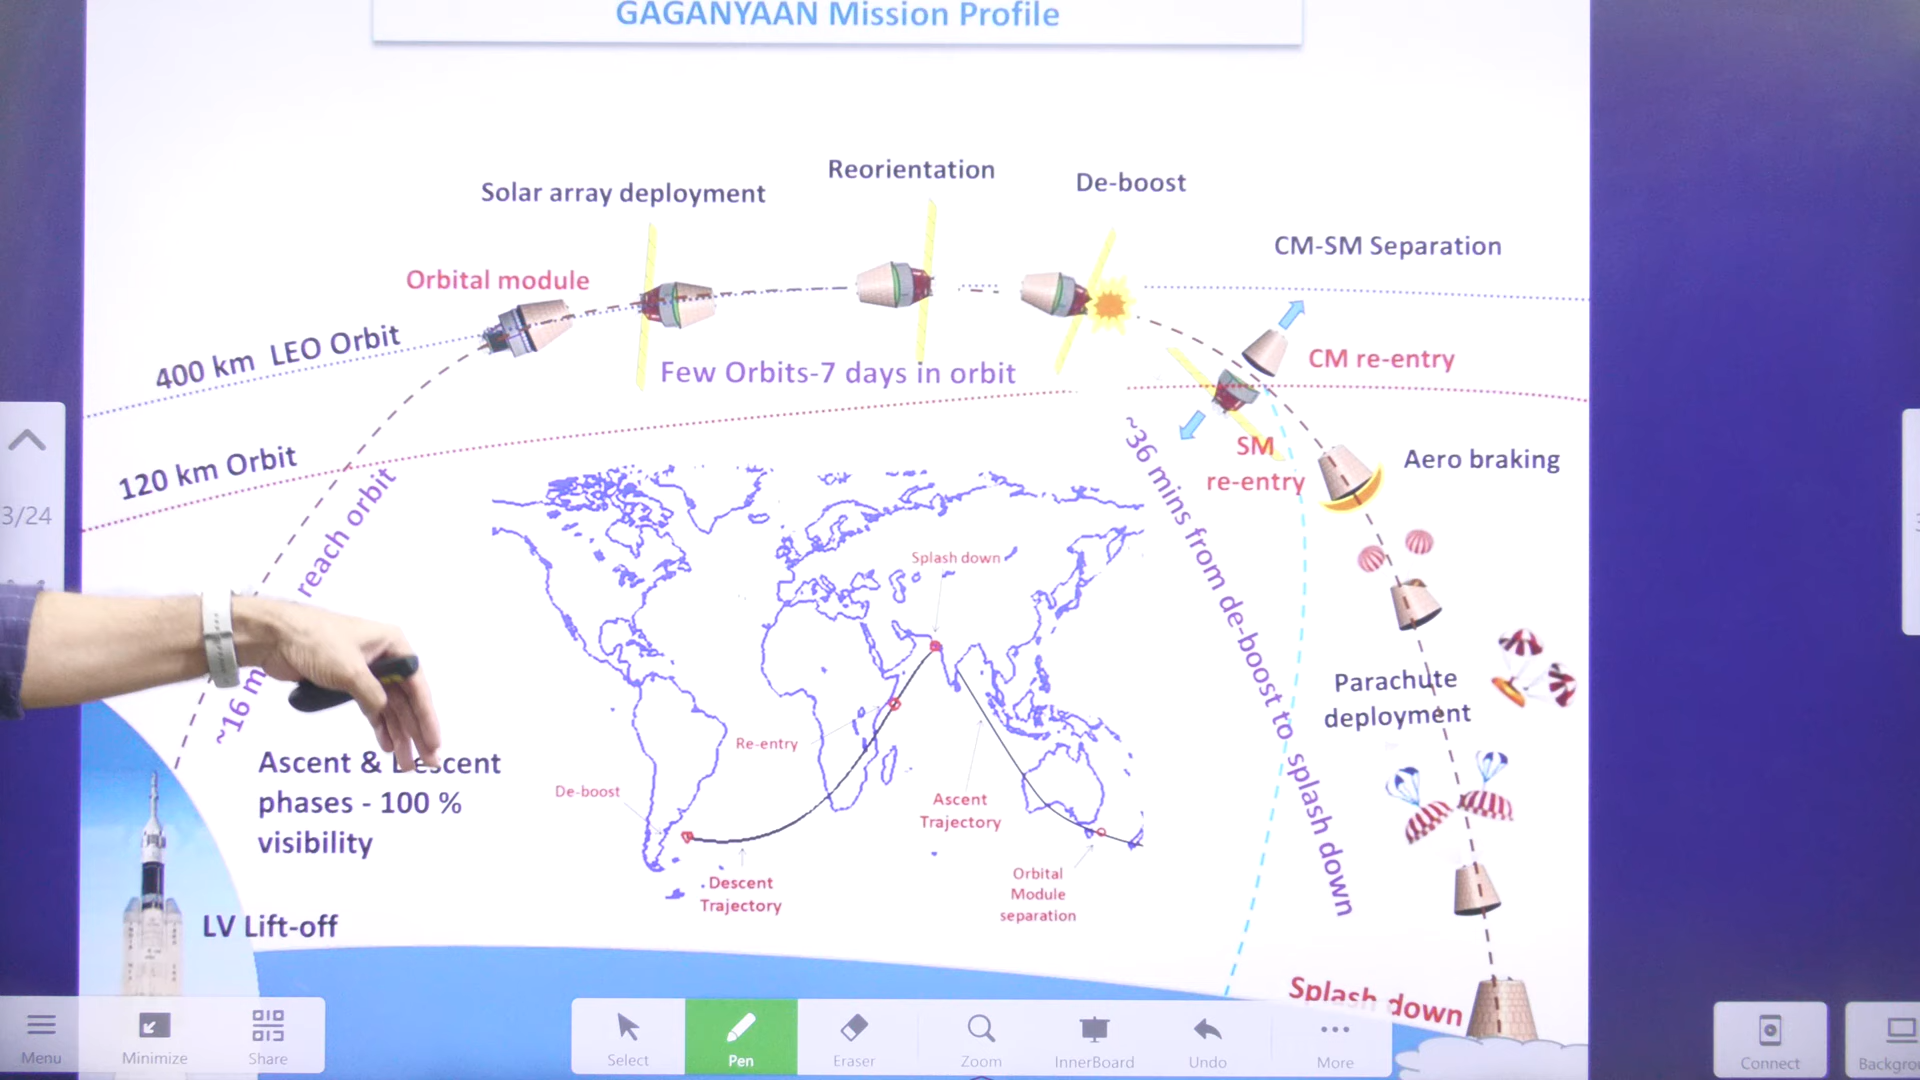 GAGANYAAN Mission Profile
Solar array deployment
Reorientation
De-boost
CM-SM Separation
Orbital module
400 km LEO Orbit
Few Orbits-7 days in orbit
CM re-entry
120 km Orbit
SM
re-entry
Aero braking
3/24
~16 m
reach orbit
~36 mins from de-boost to splash down
Splash down
Parachute
deployment
Re-entry
De-boost
Ascent
Trajectory
Ascent & Descent
phases - 100 %
visibility
Descent
Trajectory
Orbital
Module
separation
LV Lift-off
Splash down
Menu
Minimize
Share
Select
Pen
Eraser
Zoom
InnerBoard
Undo
More
Connect
Backgro